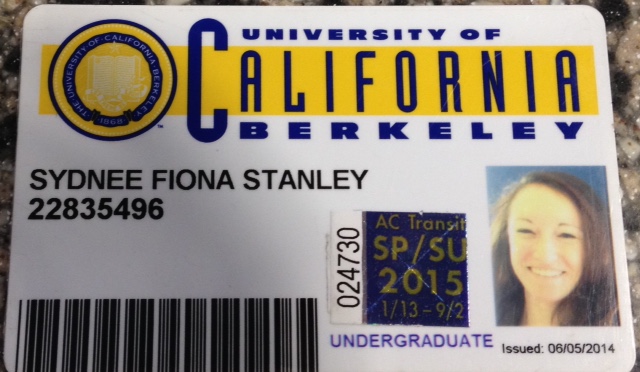 UNIVERSITY OF
CALIFORNIA
BERKELEY
THE·UNIVERSITY·OF·CALIFORNIA·BERKELEY
1868
TM
SYDNEE FIONA STANLEY
22835496
024730
AC Transit
SP/SU
2015
1/13-9/2
UNDERGRADUATE
Issued: 06/05/2014